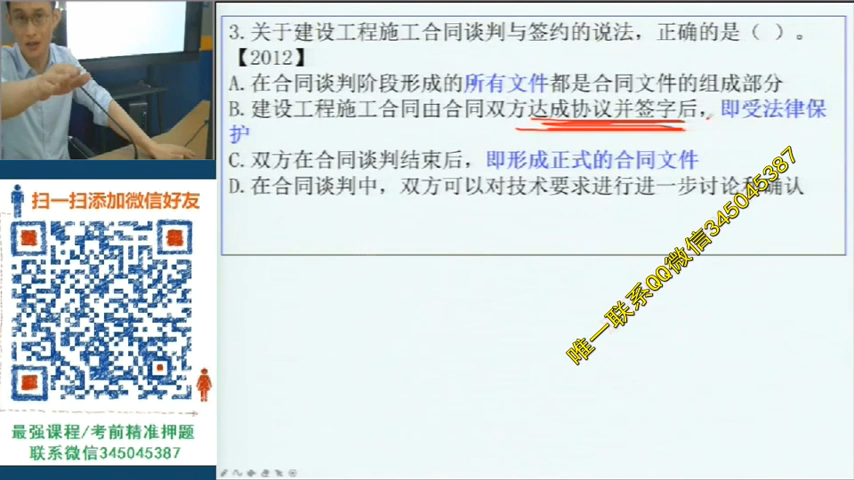 3.关于建设工程施工合同谈判与签约的说法，正确的是（ ）。
【2012】
A.在合同谈判阶段形成的所有文件都是合同文件的组成部分
B.建设工程施工合同由合同双方达成协议并签字后，即受法律保
护
C.双方在合同谈判结束后，即形成正式的合同文件
D.在合同谈判中，双方可以对技术要求进行进一步讨论和确认
唯一联系QQ微信345045387
扫一扫添加微信好友
最强课程/考前精准押题
联系微信345045387